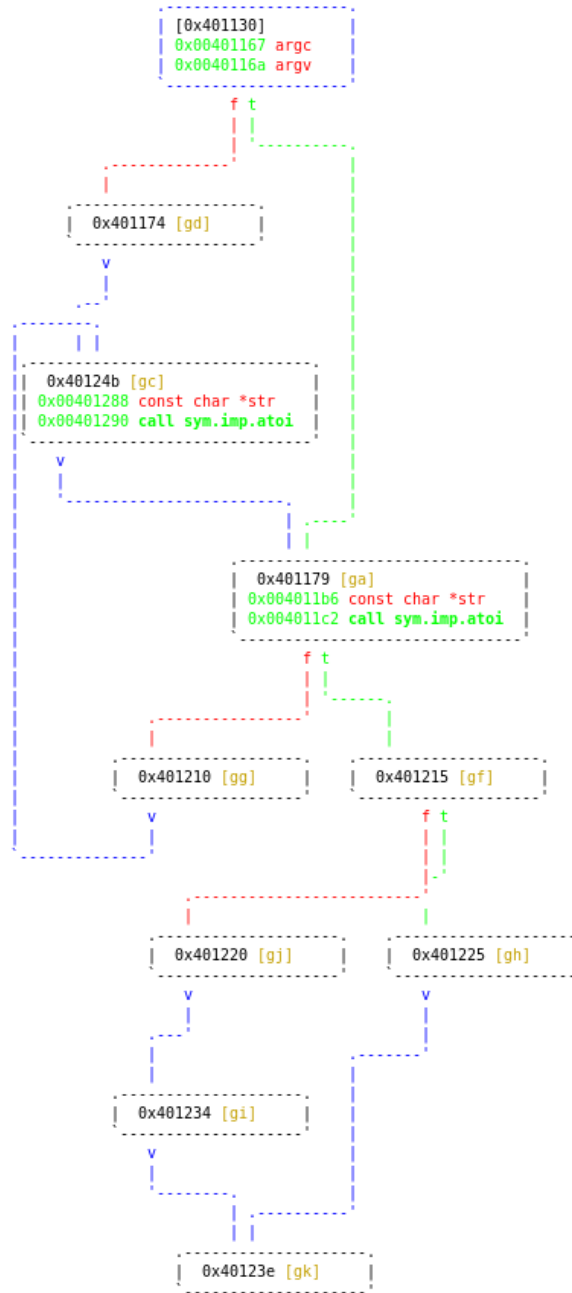 [0x401130]
0x00401167 argc
0x0040116a argv
f t
0x401174 [gd]
v
0x40124b [gc]
0x00401288 const char *str
0x00401290 call sym.imp.atoi
v
0x401179 [ga]
0x004011b6 const char *str
0x004011c2 call sym.imp.atoi
f t
0x401210 [gg] 0x401215 [gf]
v f t
0x401220 [gj] 0x401225 [gh]
v v
0x401234 [gi]
v
0x40123e [gk]